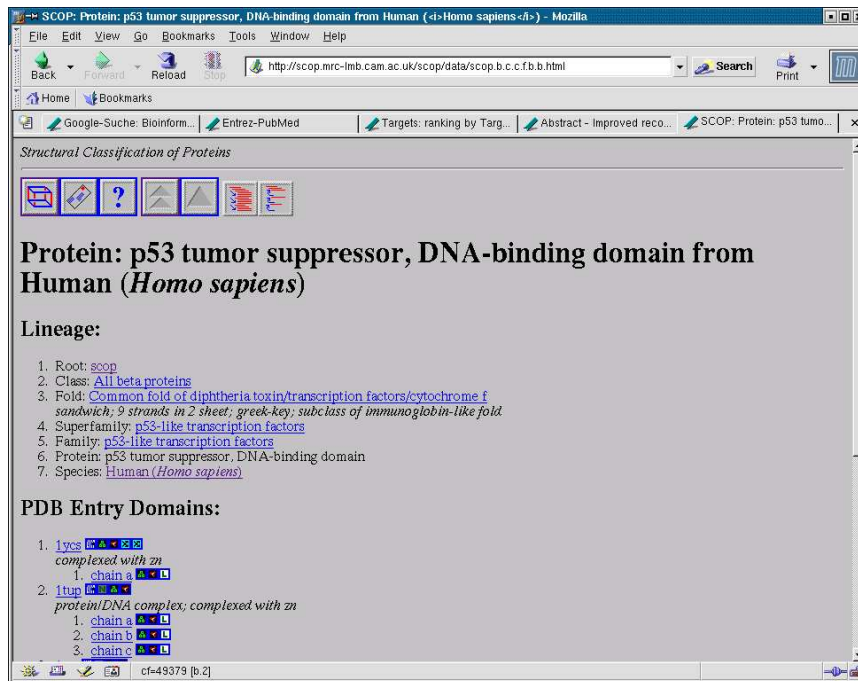 SCOP: Protein: p53 tumor suppressor, DNA-binding domain from Human (<i>Homo sapiens</i>) - Mozilla
File Edit View Go Bookmarks Tools Window Help
Back Forward Reload Stop http://scop.mrc-lmb.cam.ac.uk/scop/data/scop.b.c.c.f.b.b.html Search Print
Home Bookmarks
Google-Suche: Bioinform... Entrez-PubMed Targets: ranking by Targ... Abstract - Improved reco... SCOP: Protein: p53 tumo...
Structural Classification of Proteins
?
Protein: p53 tumor suppressor, DNA-binding domain from
Human (Homo sapiens)
Lineage:
1. Root: scop
2. Class: All beta proteins
3. Fold: Common fold of diphtheria toxin/transcription factors/cytochrome f
sandwich; 9 strands in 2 sheet; greek-key; subclass of immunoglobin-like fold
4. Superfamily: p53-like transcription factors
5. Family: p53-like transcription factors
6. Protein: p53 tumor suppressor, DNA-binding domain
7. Species: Human (Homo sapiens)
PDB Entry Domains:
1. 1ycs
complexed with zn
1. chain a L
2. 1tup
protein/DNA complex; complexed with zn
1. chain a L
2. chain b L
3. chain c L
cf=49379 [b.2]